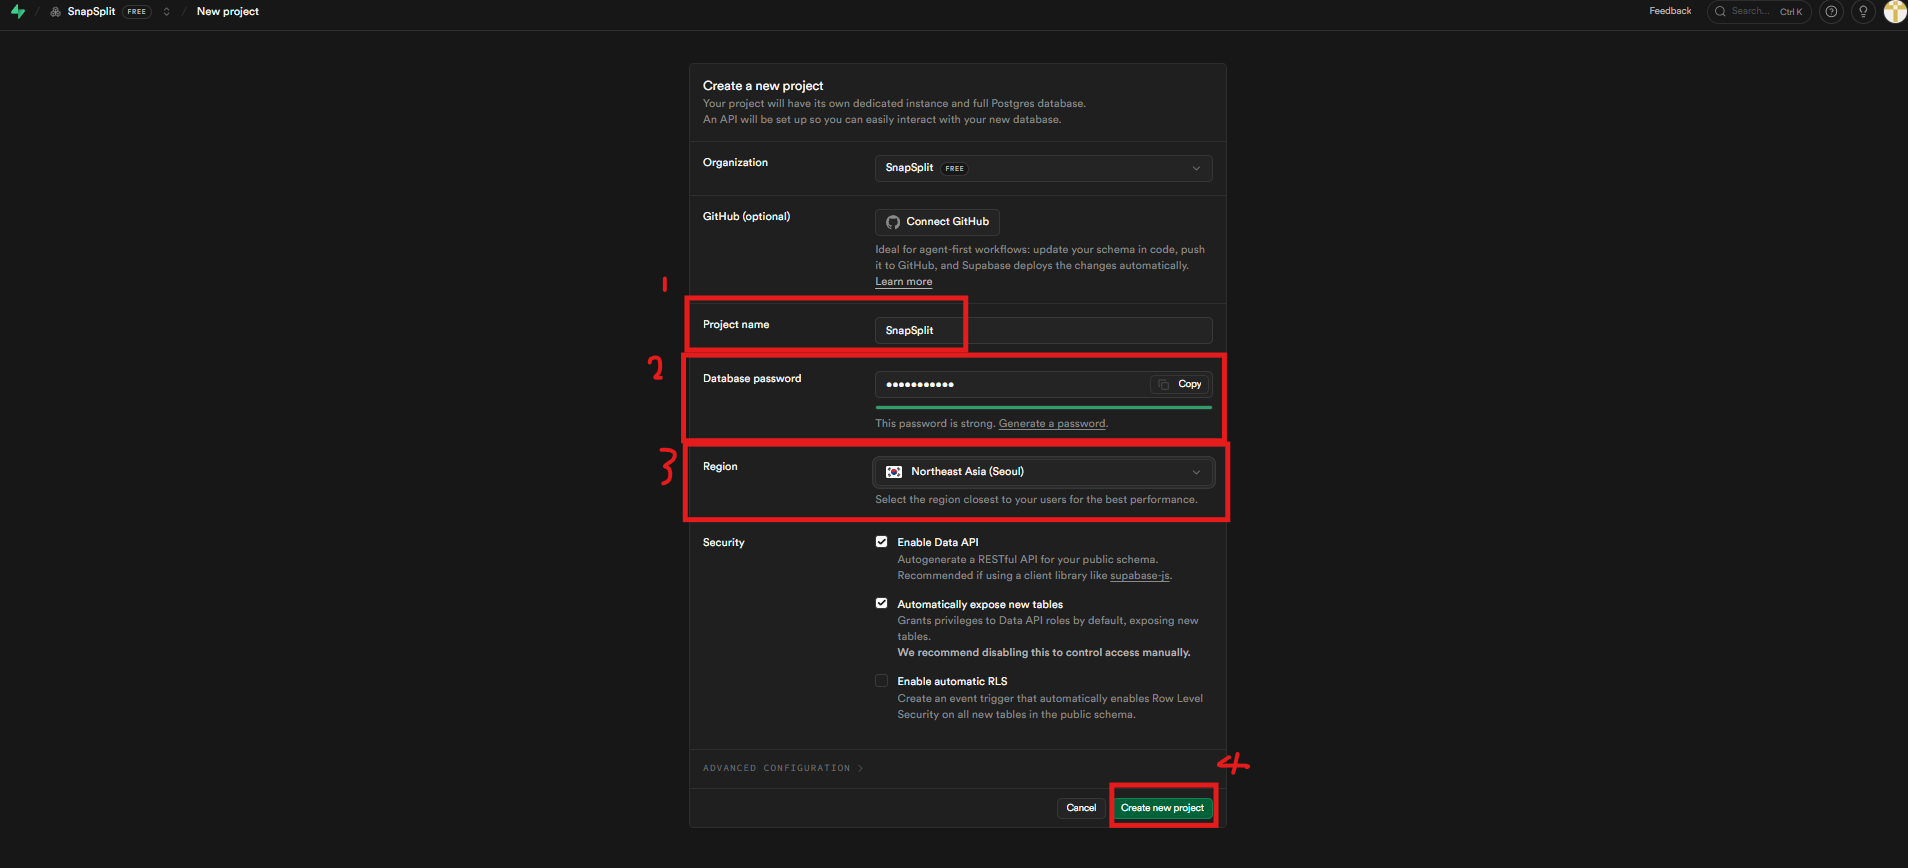 SnapSplit FREE / New project
Feedback Search... Ctrl K
Create a new project
Your project will have its own dedicated instance and full Postgres database.
An API will be set up so you can easily interact with your new database.
Organization
SnapSplit FREE
GitHub (optional)
Connect GitHub
Ideal for agent-first workflows: update your schema in code, push
it to GitHub, and Supabase deploys the changes automatically.
Learn more
1
Project name
SnapSplit
2
Database password
••••••••••• Copy
This password is strong. Generate a password.
3
Region
Northeast Asia (Seoul)
Select the region closest to your users for the best performance.
Security
Enable Data API
Autogenerate a RESTful API for your public schema.
Recommended if using a client library like supabase-js.
Automatically expose new tables
Grants privileges to Data API roles by default, exposing new
tables.
We recommend disabling this to control access manually.
Enable automatic RLS
Create an event trigger that automatically enables Row Level
Security on all new tables in the public schema.
ADVANCED CONFIGURATION >
4
Cancel Create new project